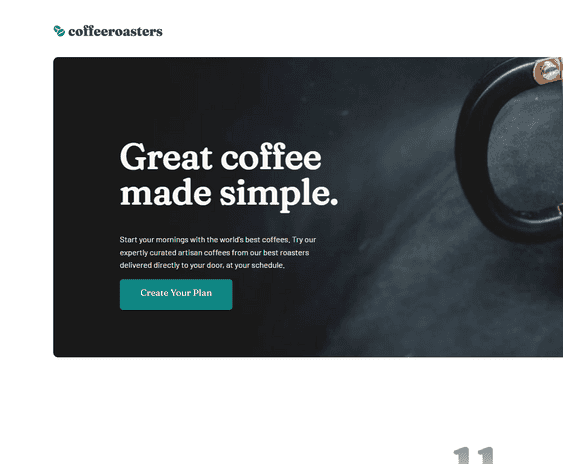 coffeeroasters
Great coffee
made simple.
Start your mornings with the world's best coffees. Try our
expertly curated artisan coffees from our best roasters
delivered directly to your door, at your schedule.
Create Your Plan